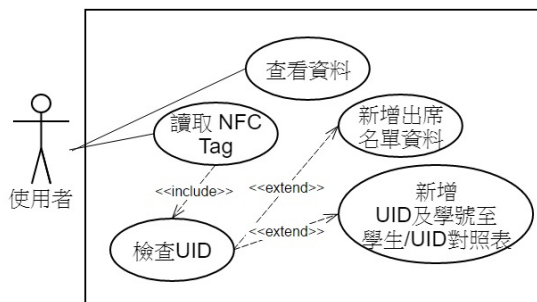 查看資料
讀取 NFC
Tag
新增出席
名單資料
<<include>>
<<extend>>
使用者
新增
UID及學號至
學生/UID對照表
<<extend>>
檢查UID